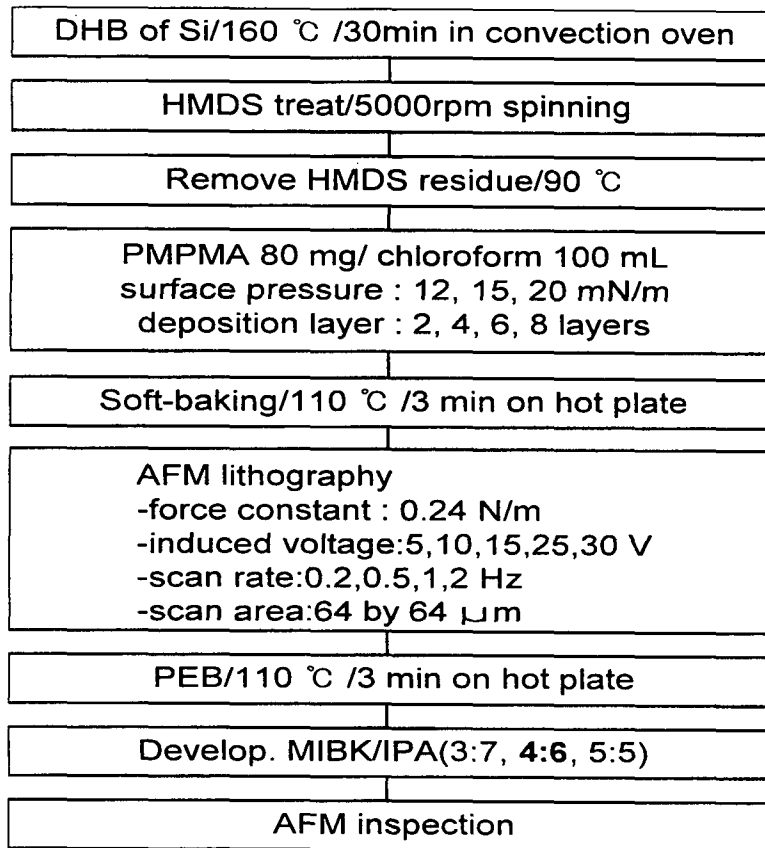 DHB of Si/160 ℃ /30min in convection oven
HMDS treat/5000rpm spinning
Remove HMDS residue/90 ℃
PMPMA 80 mg/ chloroform 100 mL
surface pressure : 12, 15, 20 mN/m
deposition layer : 2, 4, 6, 8 layers
Soft-baking/110 ℃ /3 min on hot plate
AFM lithography
-force constant : 0.24 N/m
-induced voltage:5,10,15,25,30 V
-scan rate:0.2,0.5,1,2 Hz
-scan area:64 by 64 μm
PEB/110 ℃ /3 min on hot plate
Develop. MIBK/IPA(3:7, 4:6, 5:5)
AFM inspection